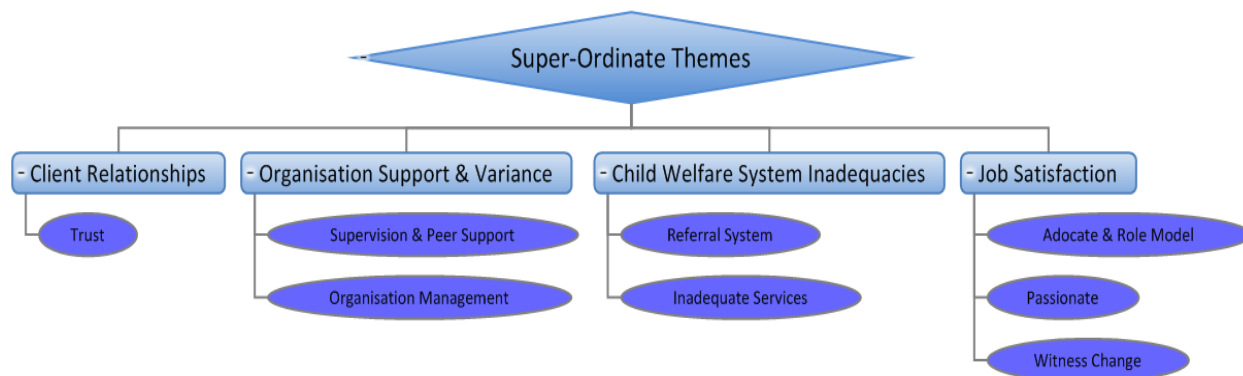 Super-Ordinate Themes
- Client Relationships
- Organisation Support & Variance
- Child Welfare System Inadequacies
- Job Satisfaction
Trust
Supervision & Peer Support
Referral System
Adocate & Role Model
Organisation Management
Inadequate Services
Passionate
Witness Change